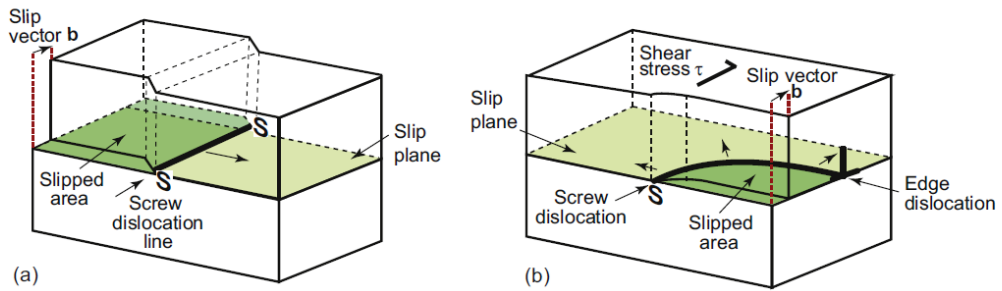 Slip
vector b
S
Slip
plane
Slipped
area
S
Screw
dislocation
line
(a)
Shear
stress τ
Slip vector
b
Slip
plane
S
Screw
dislocation
Slipped
area
Edge
dislocation
(b)